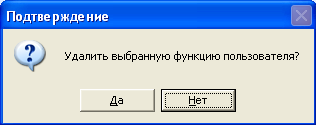 Подтверждение
Удалить выбранную функцию пользователя?
Да Нет